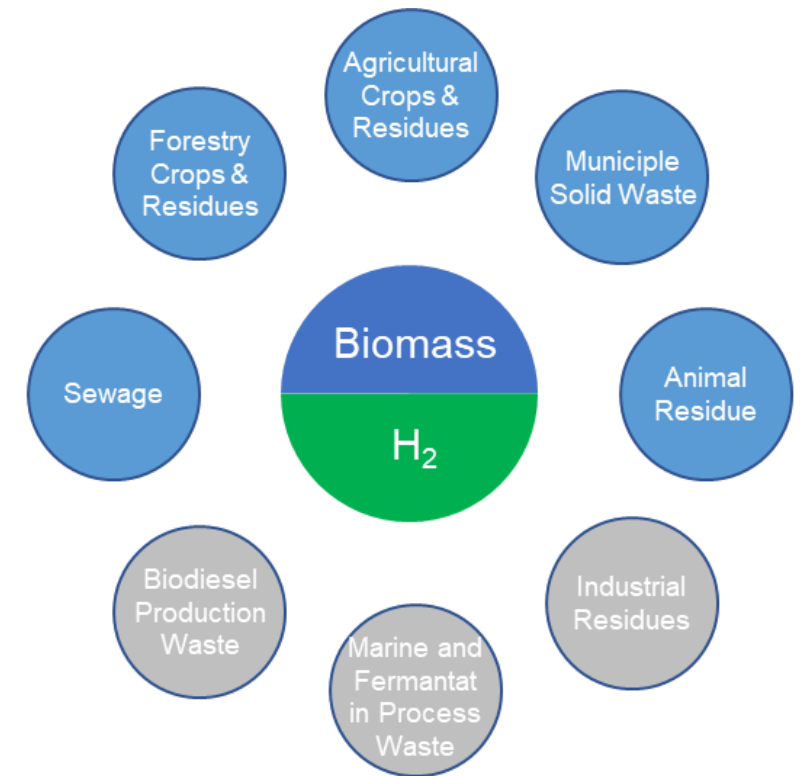 Agricultural
Crops &
Residues
Forestry
Crops &
Residues
Municiple
Solid Waste
Biomass
H₂
Sewage
Animal
Residue
Biodiesel
Production
Waste
Industrial
Residues
Marine and
Fermantat
in Process
Waste